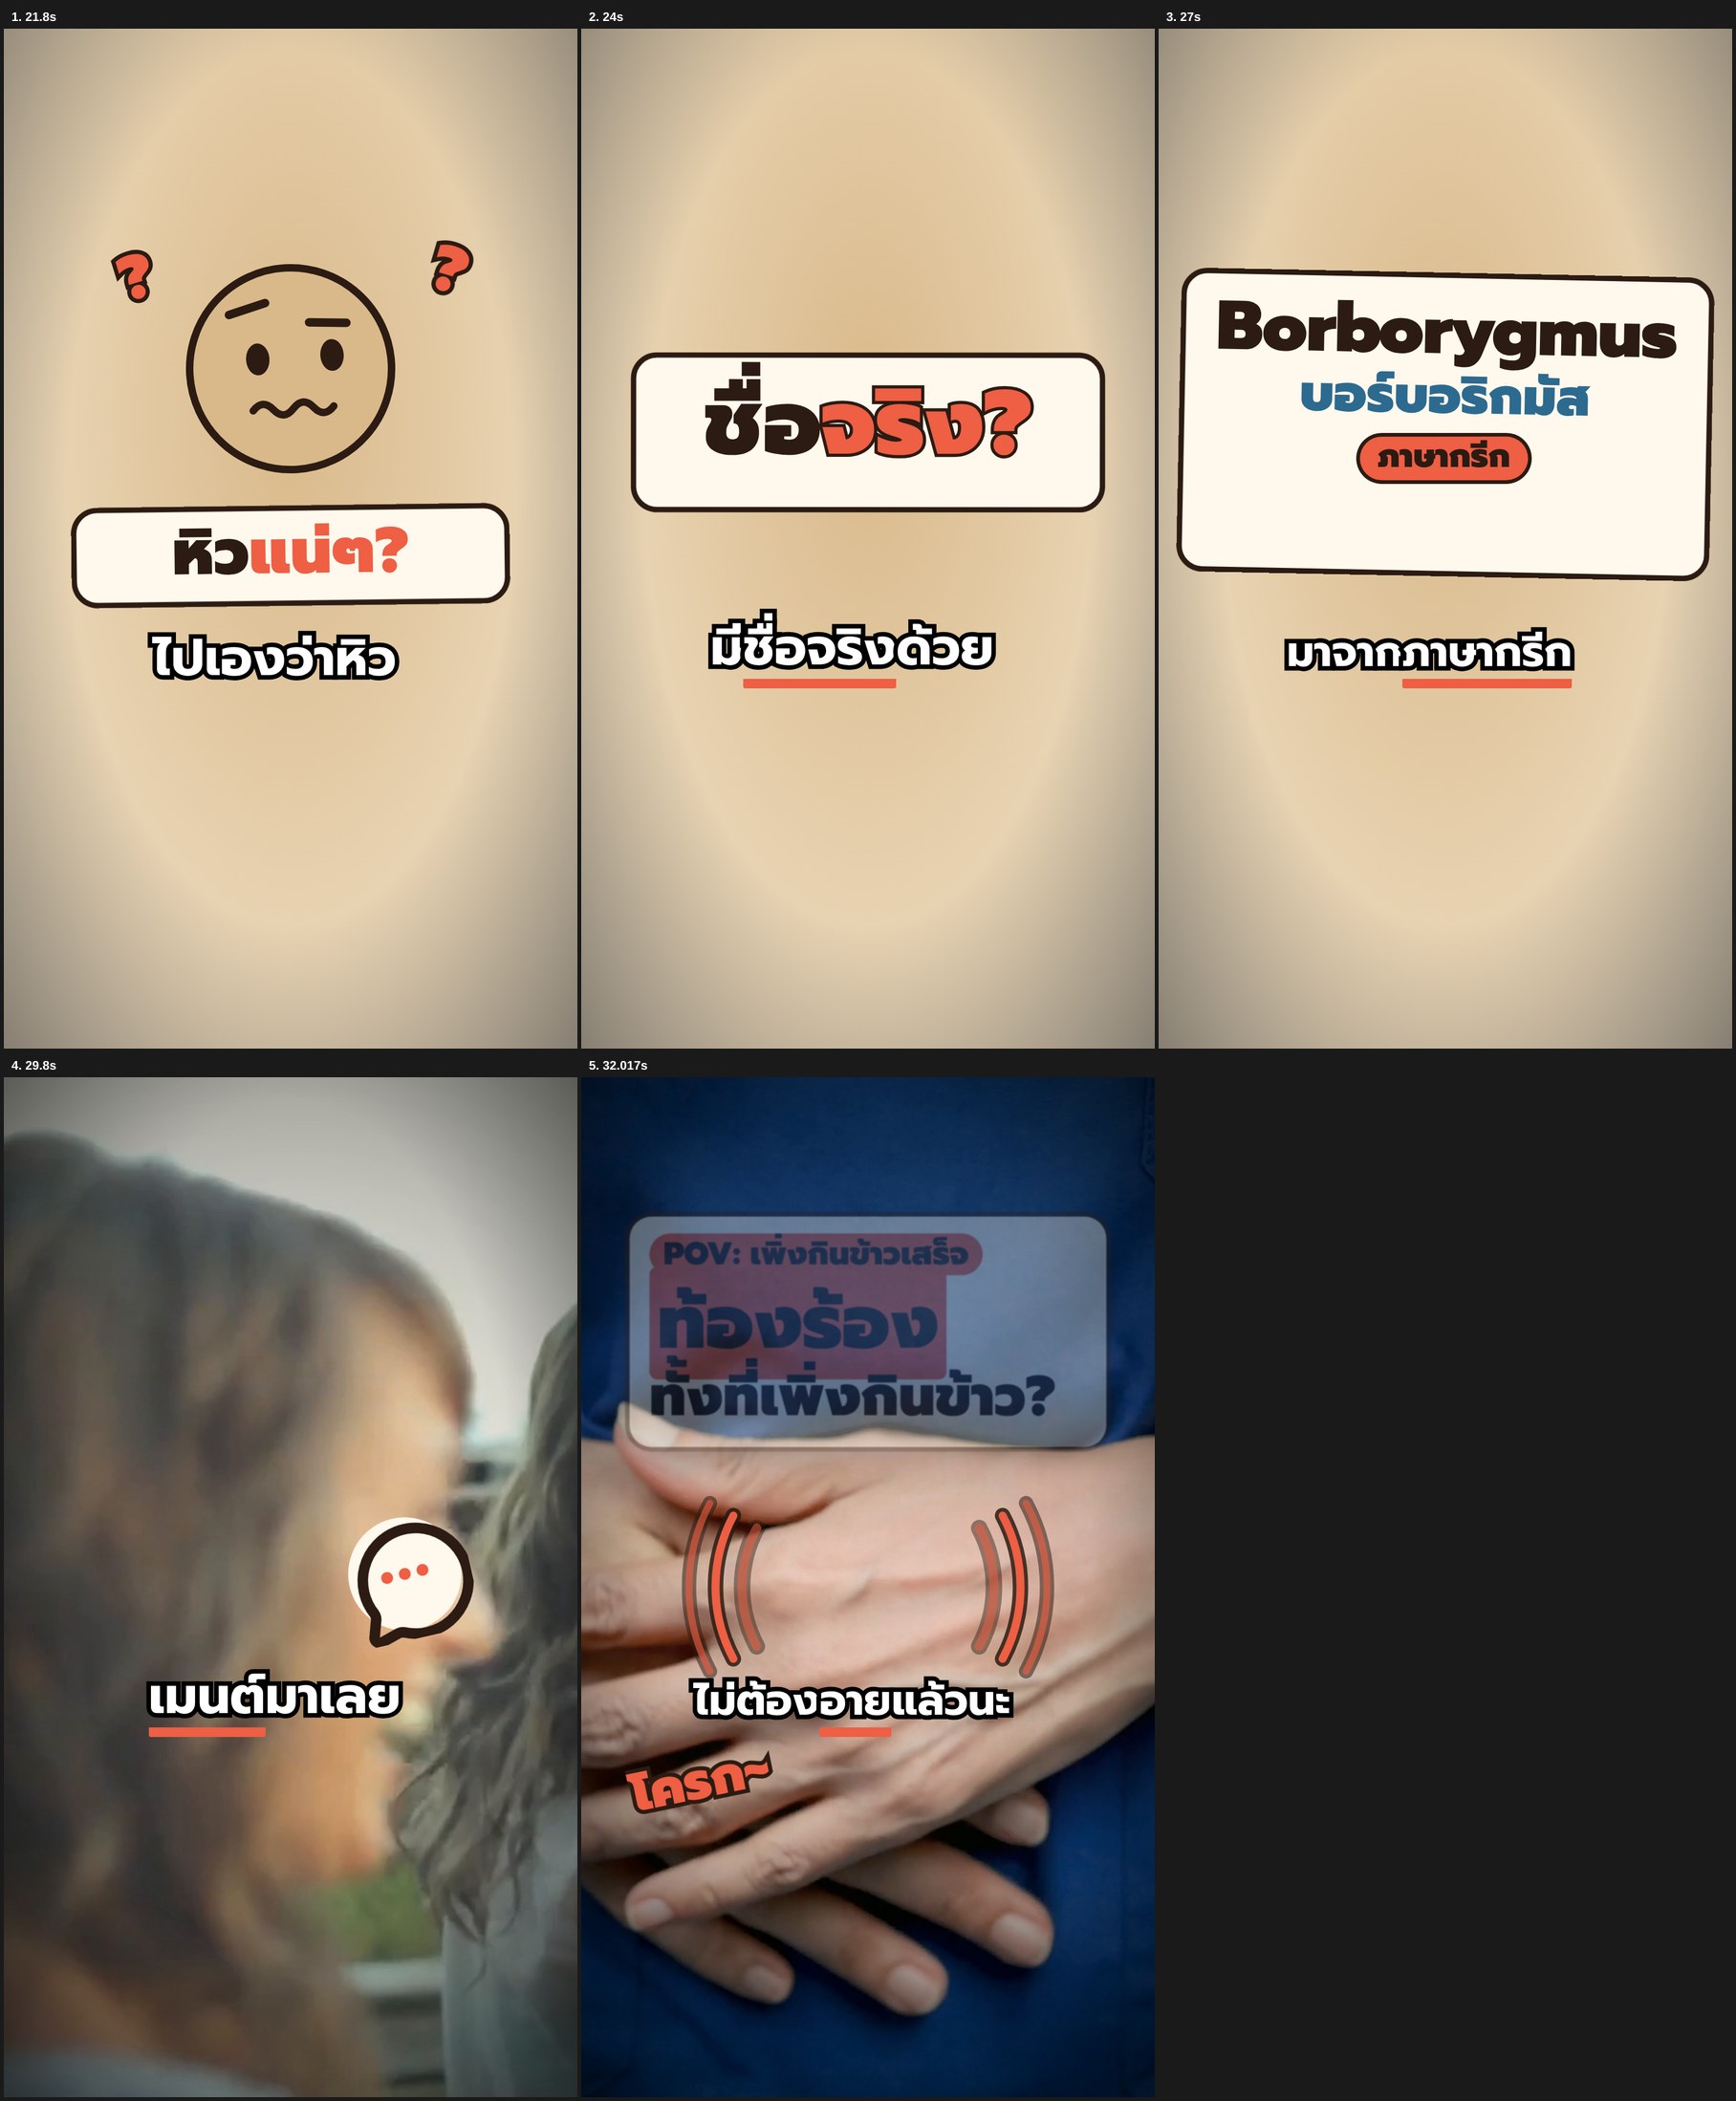 1. 21.8s
?
?
หิวแน่ๆ?
ไปเองว่าหิว
2. 24s
ชื่อจริง?
มีชื่อจริงด้วย
3. 27s
Borborygmus
บอร์บอริกมัส
ภาษากรีก
มาจากภาษากรีก
4. 29.8s
เมนต์มาเลย
5. 32.017s
POV: เพิ่งกินข้าวเสร็จ
ท้องร้อง
ทั้งที่เพิ่งกินข้าว?
ไม่ต้องอายแล้วนะ
โครก~